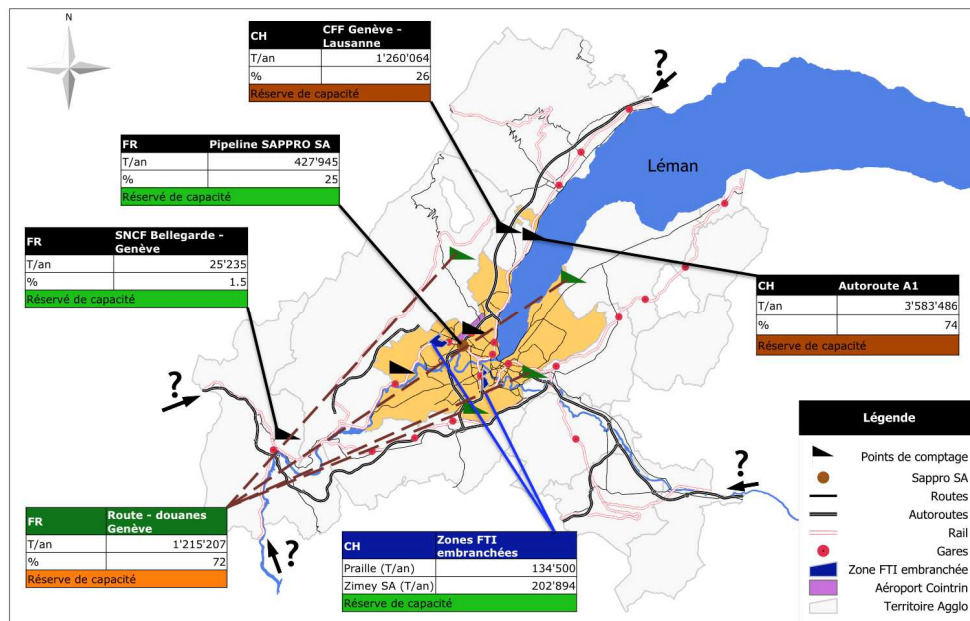 N
CH CFF Genève - Lausanne
T/an 1'260'064
% 26
Réserve de capacité
?
FR Pipeline SAPPRO SA
T/an 427'945
% 25
Réservé de capacité
Léman
FR SNCF Bellegarde - Genève
T/an 25'235
% 1.5
Réservé de capacité
CH Autoroute A1
T/an 3'583'486
% 74
Réserve de capacité
?
?
?
FR Route - douanes Genève
T/an 1'215'207
% 72
Réserve de capacité
CH Zones FTI embranchées
Praille (T/an) 134'500
Zimey SA (T/an) 202'894
Réserve de capacité
Légende
Points de comptage
Sappro SA
Routes
Autoroutes
Rail
Gares
Zone FTI embranchée
Aéroport Cointrin
Territoire Agglo